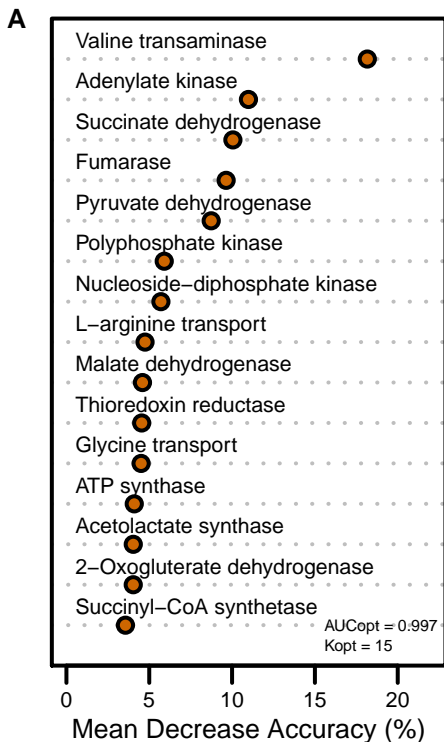 A
Valine transaminase
Adenylate kinase
Succinate dehydrogenase
Fumarase
Pyruvate dehydrogenase
Polyphosphate kinase
Nucleoside−diphosphate kinase
L−arginine transport
Malate dehydrogenase
Thioredoxin reductase
Glycine transport
ATP synthase
Acetolactate synthase
2−Oxogluterate dehydrogenase
Succinyl−CoA synthetase
AUCopt = 0.997
Kopt = 15
0 5 10 15 20
Mean Decrease Accuracy (%)